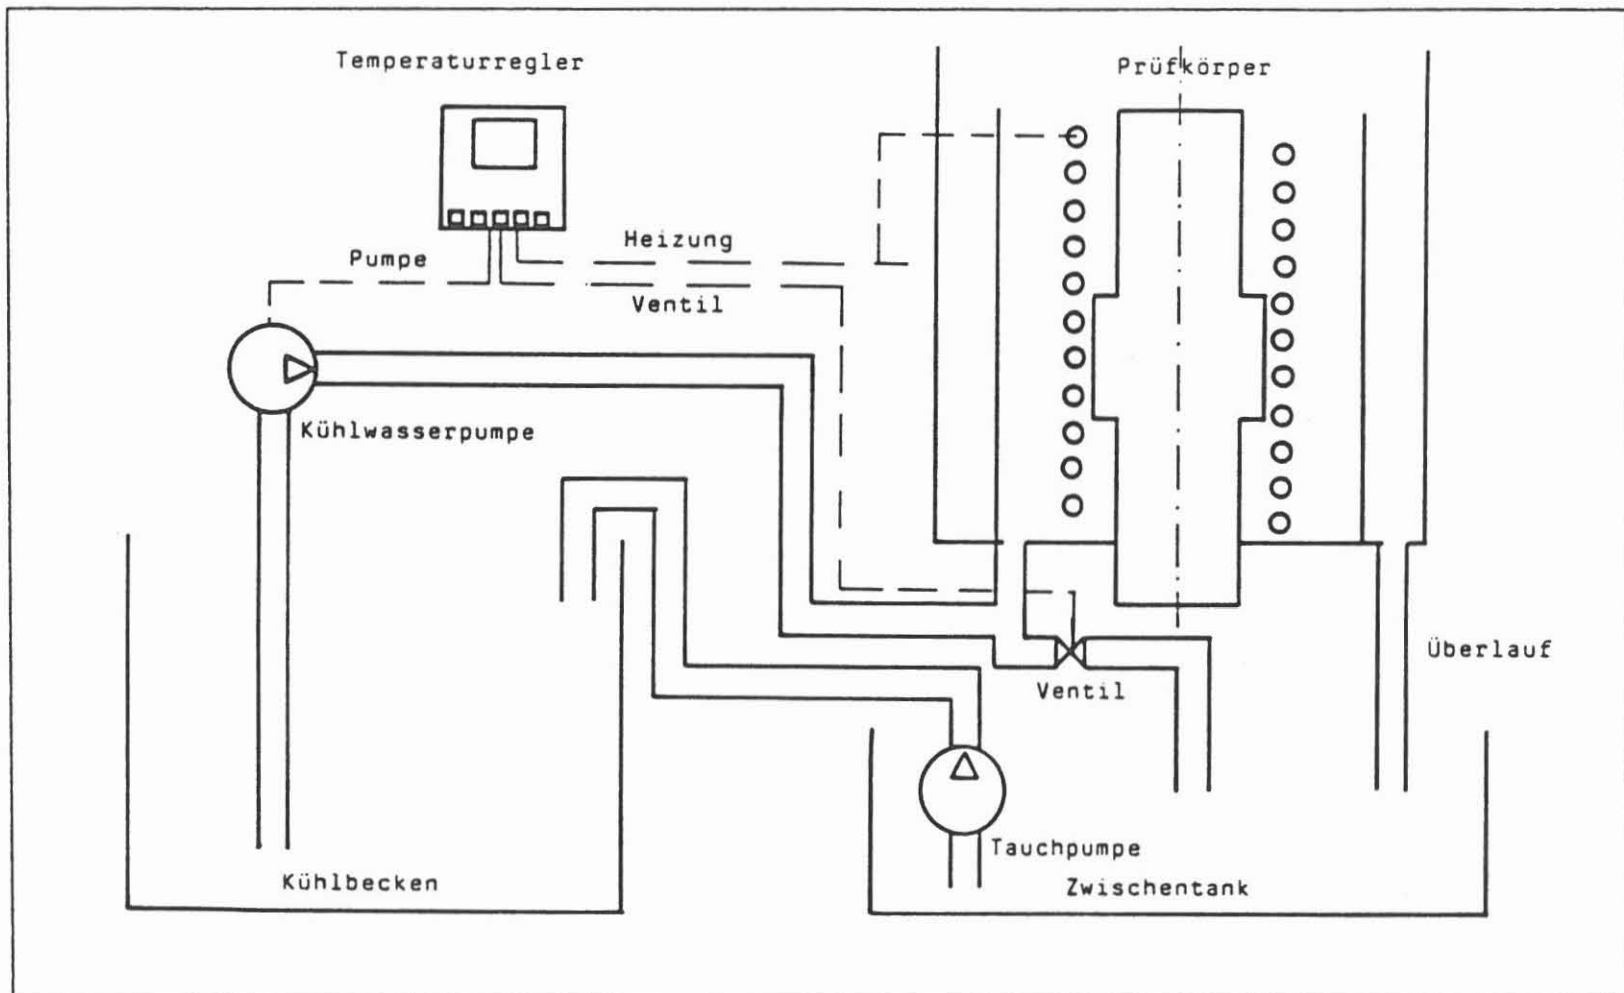 Temperaturregler
Prüfkörper
Heizung
Pumpe
Ventil
Kühlwasserpumpe
Überlauf
Ventil
Tauchpumpe
Kühlbecken
Zwischentank